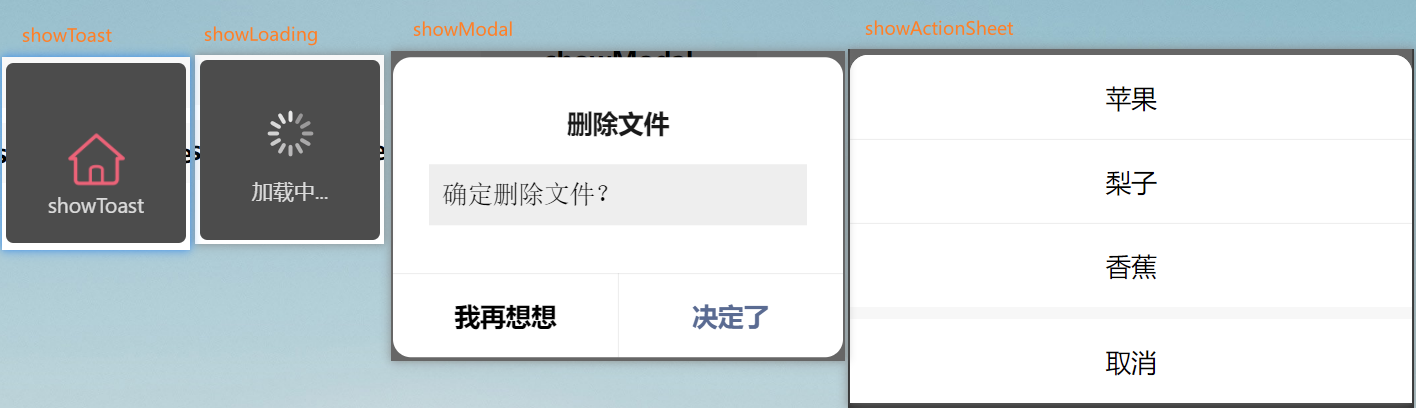 showToast
showLoading
showModal
showActionSheet
showToast
加载中...
showModal
删除文件
确定删除文件？
我再想想
决定了
苹果
梨子
香蕉
取消